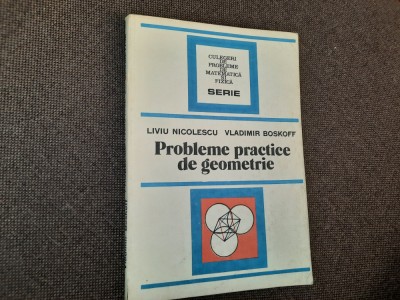 CULEGERI
DE
PROBLEME
DE
MATEMATICĂ
ȘI
FIZICĂ
SERIE
LIVIU NICOLESCU VLADIMIR BOSKOFF
Probleme practice
de geometrie